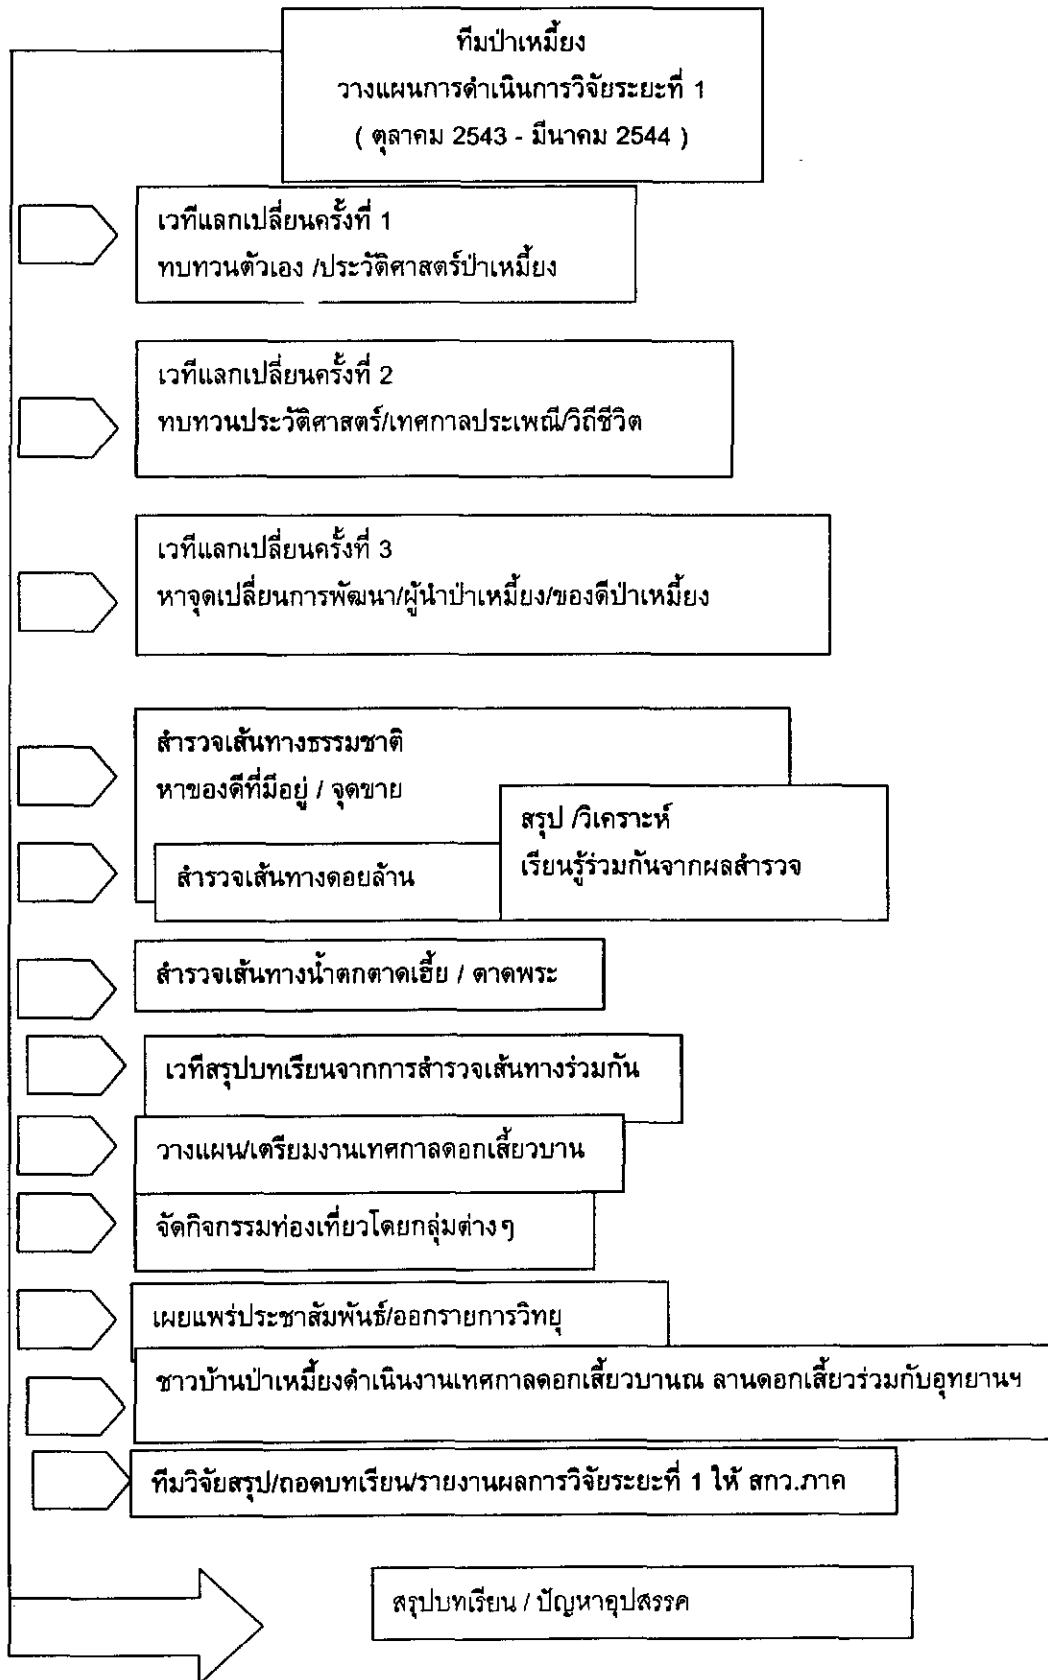 ทีมป่าเหมี้ยง
วางแผนการดำเนินการวิจัยระยะที่ 1
( ตุลาคม 2543 - มีนาคม 2544 )
เวทีแลกเปลี่ยนครั้งที่ 1
ทบทวนตัวเอง /ประวัติศาสตร์ป่าเหมี้ยง
เวทีแลกเปลี่ยนครั้งที่ 2
ทบทวนประวัติศาสตร์/เทศกาลประเพณี/วิถีชีวิต
เวทีแลกเปลี่ยนครั้งที่ 3
หาจุดเปลี่ยนการพัฒนา/ผู้นำป่าเหมี้ยง/ของดีป่าเหมี้ยง
สำรวจเส้นทางธรรมชาติ
หาของดีที่มีอยู่ / จุดขาย
สรุป /วิเคราะห์
เรียนรู้ร่วมกันจากผลสำรวจ
สำรวจเส้นทางดอยล้าน
สำรวจเส้นทางน้ำตกตาดเฮี้ย / ตาดพระ
เวทีสรุปบทเรียนจากการสำรวจเส้นทางร่วมกัน
วางแผน/เตรียมงานเทศกาลดอกเสี้ยวบาน
จัดกิจกรรมท่องเที่ยวโดยกลุ่มต่างๆ
เผยแพร่ประชาสัมพันธ์/ออกรายการวิทยุ
ชาวบ้านป่าเหมี้ยงดำเนินงานเทศกาลดอกเสี้ยวบานณ ลานดอกเสี้ยวร่วมกับอุทยานฯ
ทีมวิจัยสรุป/ถอดบทเรียน/รายงานผลการวิจัยระยะที่ 1 ให้ สกว.ภาค
สรุปบทเรียน / ปัญหาอุปสรรค